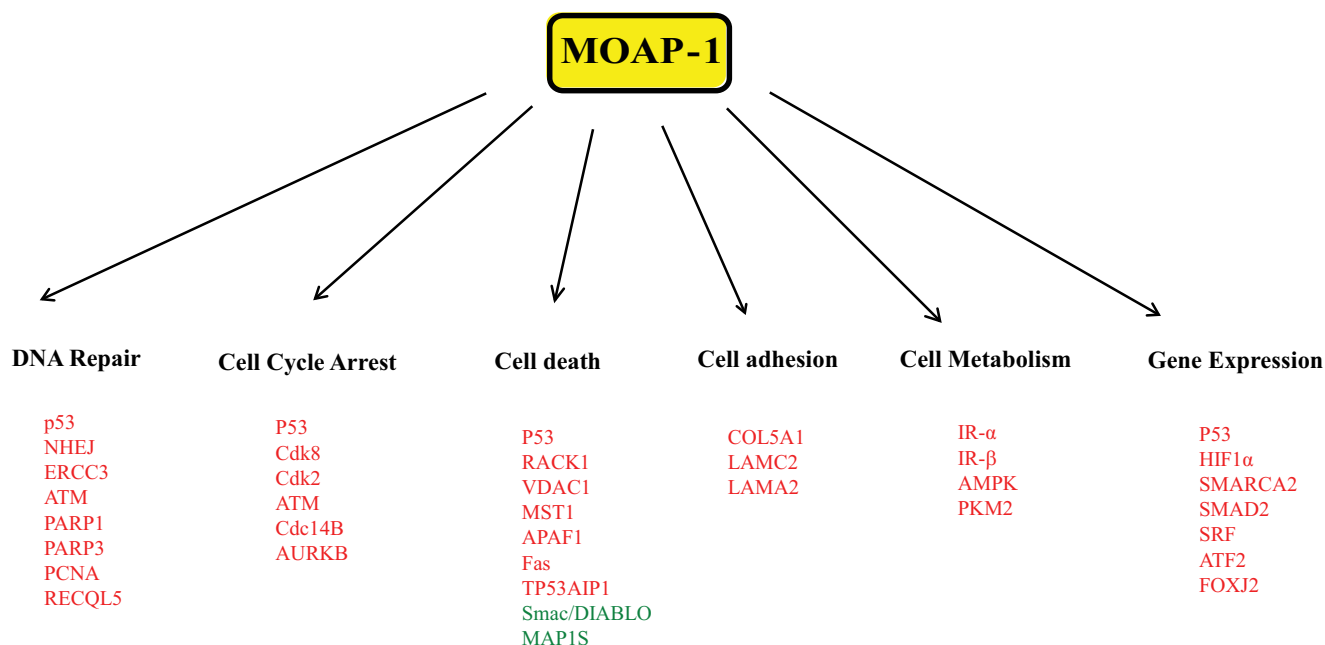 MOAP-1
DNA Repair
p53
NHEJ
ERCC3
ATM
PARP1
PARP3
PCNA
RECQL5
Cell Cycle Arrest
P53
Cdk8
Cdk2
ATM
Cdc14B
AURKB
Cell death
P53
RACK1
VDAC1
MST1
APAF1
Fas
TP53AIP1
Smac/DIABLO
MAP1S
Cell adhesion
COL5A1
LAMC2
LAMA2
Cell Metabolism
IR-α
IR-β
AMPK
PKM2
Gene Expression
P53
HIF1α
SMARCA2
SMAD2
SRF
ATF2
FOXJ2